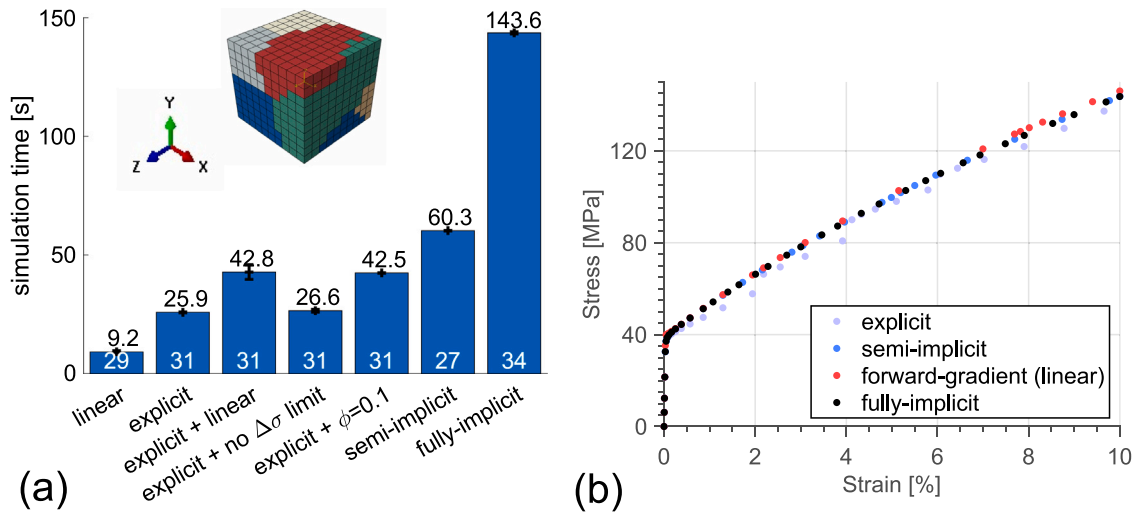 simulation time [s]
150
100
50
0
9.2
25.9
42.8
26.6
42.5
60.3
143.6
29
31
31
31
31
27
34
linear
explicit
explicit + linear
explicit + no Δσ limit
explicit + ϕ=0.1
semi-implicit
fully-implicit
Y
Z
X
(a)
Stress [MPa]
120
80
40
0
0
2
4
6
8
10
Strain [%]
explicit
semi-implicit
forward-gradient (linear)
fully-implicit
(b)